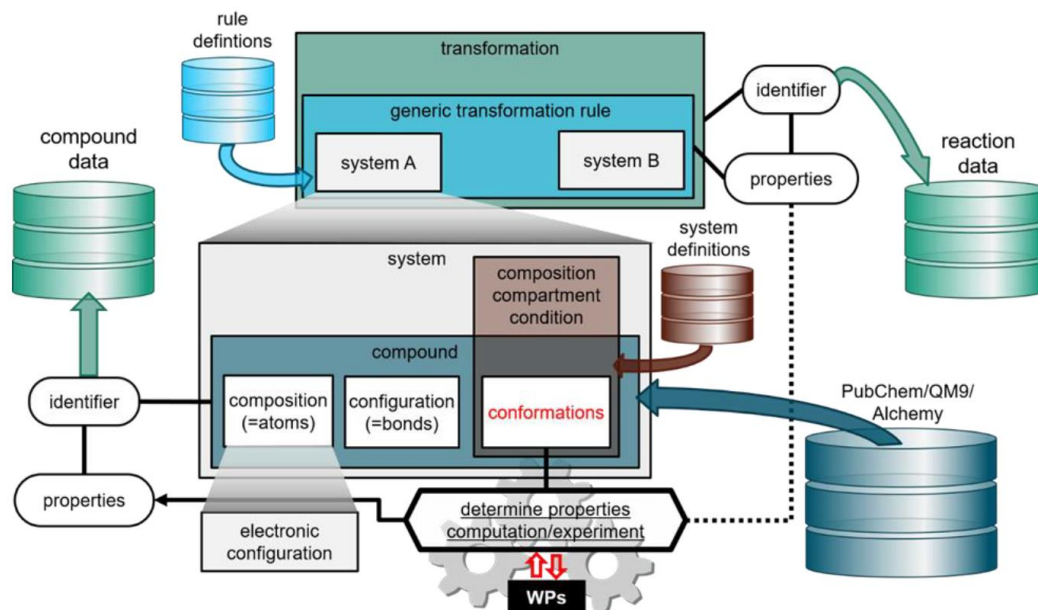 rule
defintions
transformation
generic transformation rule
system A
system B
identifier
properties
reaction
data
compound
data
system
composition
compartment
condition
system
definitions
compound
composition
(=atoms)
configuration
(=bonds)
conformations
identifier
properties
electronic
configuration
determine properties
computation/experiment
WPs
PubChem/QM9/
Alchemy